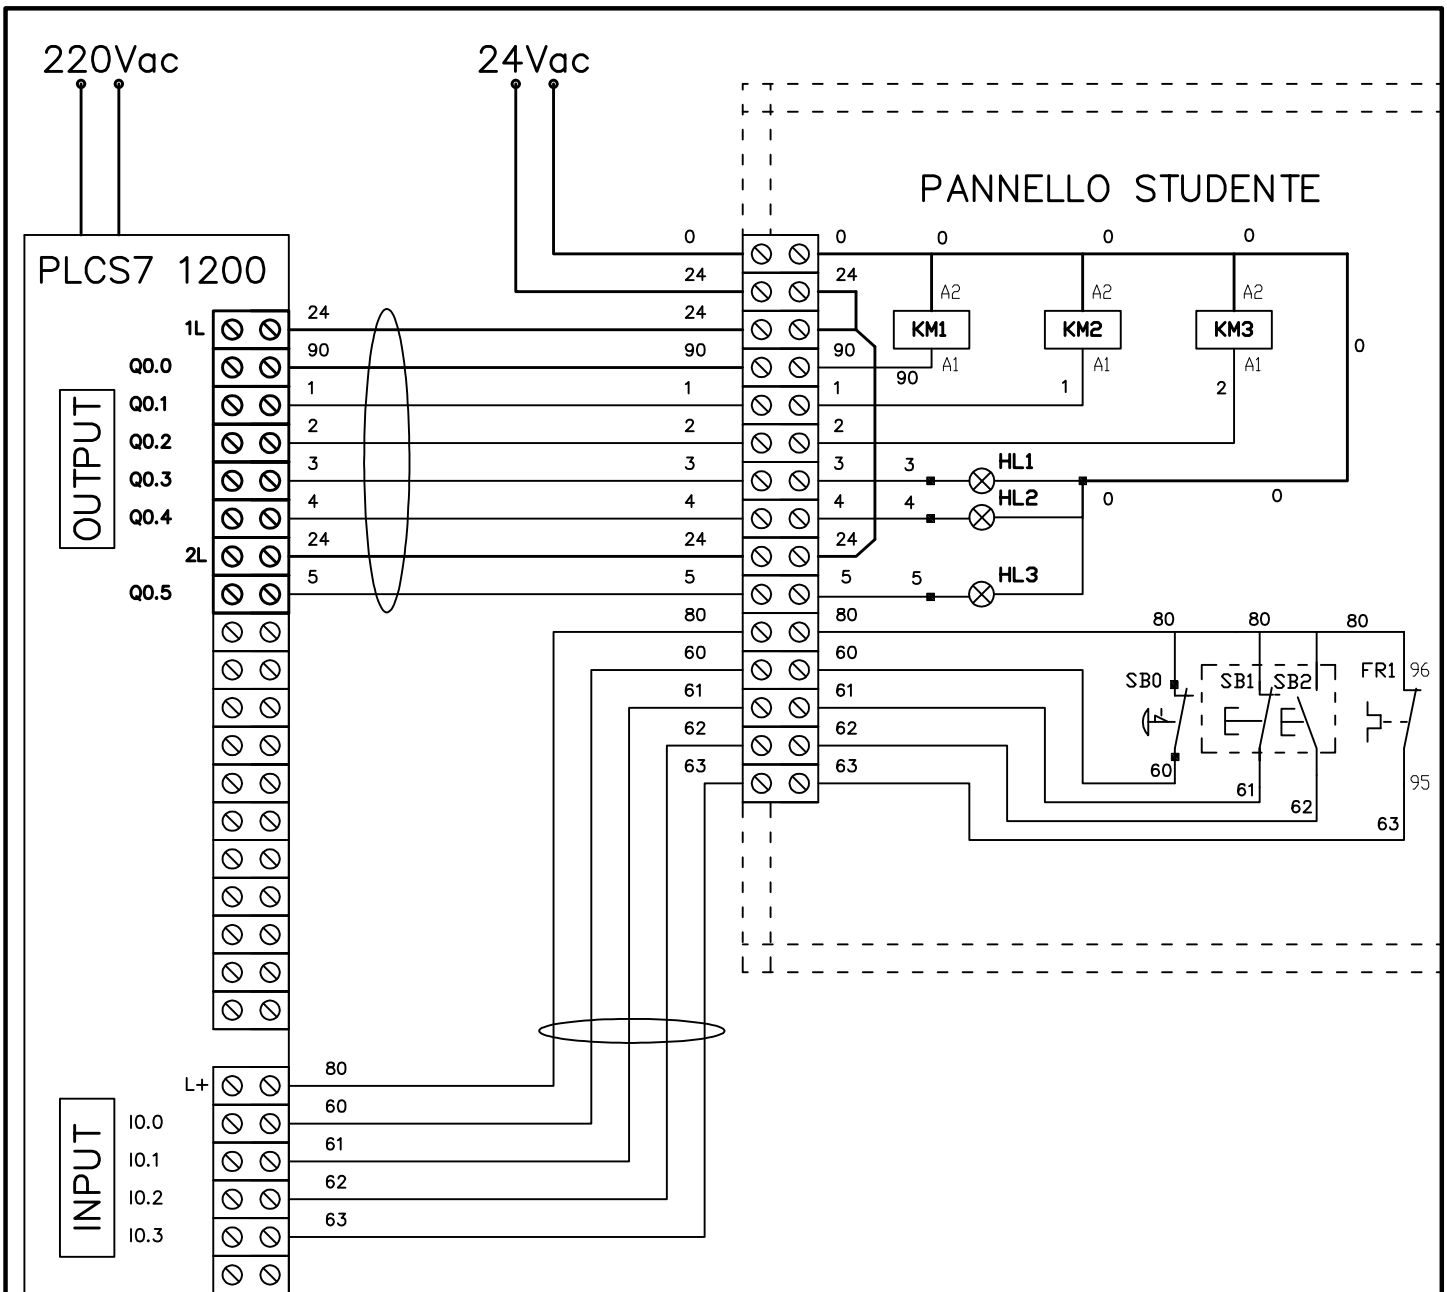 220Vac
24Vac
PANNELLO STUDENTE
PLCS7 1200
0
0
0
0
0
24
24
A2
A2
A2
1L
24
24
KM1
KM2
KM3
0
Q0.0
90
90
90
90
A1
A1
A1
Q0.1
1
1
1
1
2
Q0.2
2
2
2
OUTPUT
Q0.3
3
3
3
3
HL1
Q0.4
4
4
4
4
HL2
0
0
2L
24
24
24
Q0.5
5
5
5
5
HL3
80
80
80
80
80
60
60
SB0
SB1
SB2
FR1
96
61
61
62
62
63
63
60
61
62
63
95
L+
80
INPUT
I0.0
60
I0.1
61
I0.2
62
I0.3
63